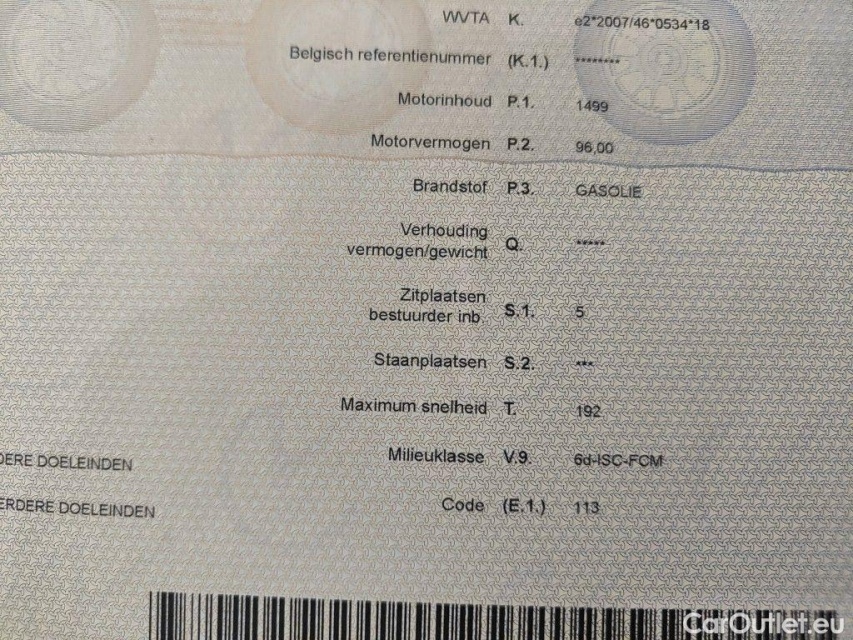 WVTA K. e2*2007/46*0534*18
Belgisch referentienummer (K.1.) ********
Motorinhoud P.1. 1499
Motorvermogen P.2. 96,00
Brandstof P.3. GASOLIE
Verhouding
vermogen/gewicht Q. *****
Zitplaatsen
bestuurder inb. S.1. 5
Staanplaatsen S.2. ***
Maximum snelheid T. 192
Milieuklasse V.9. 6d-ISC-FCM
DERE DOELEINDEN
Code (E.1.) 113
ERDERE DOELEINDEN
CarOutlet.eu